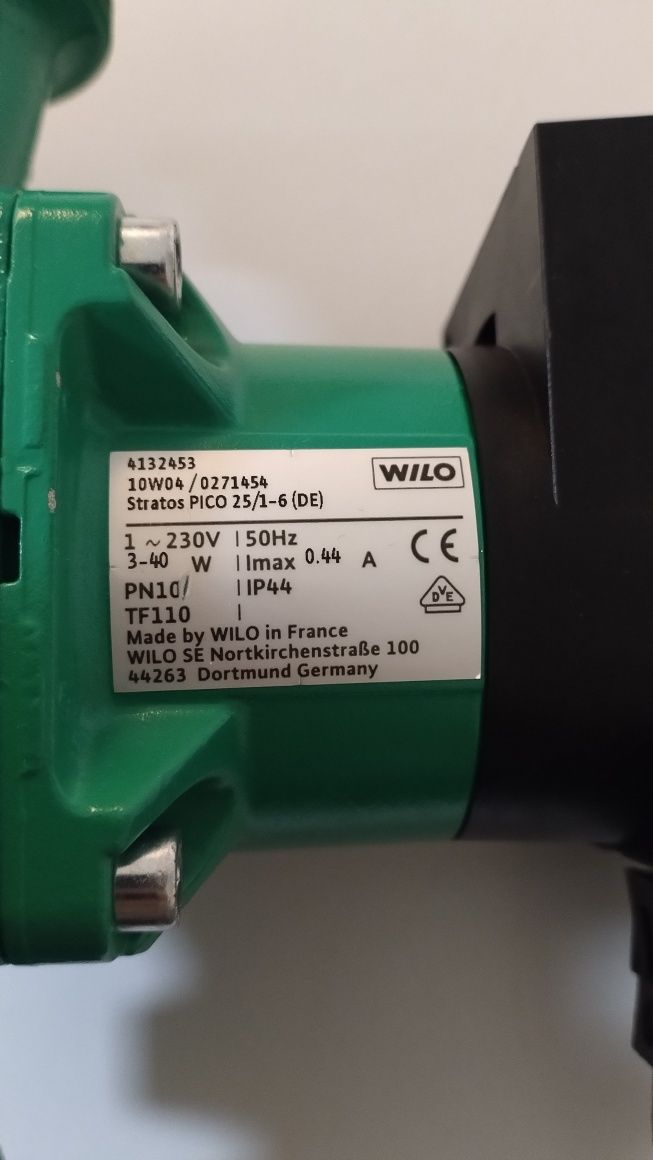 4132453
WILO
10W04 / 0271454
Stratos PICO 25/1-6 (DE)
1 ~ 230V | 50Hz
3-40 W | Imax 0.44 A
CE
PN10/ | IP44
DVE
TF110 |
Made by WILO in France
WILO SE Nortkirchenstraße 100
44263 Dortmund Germany